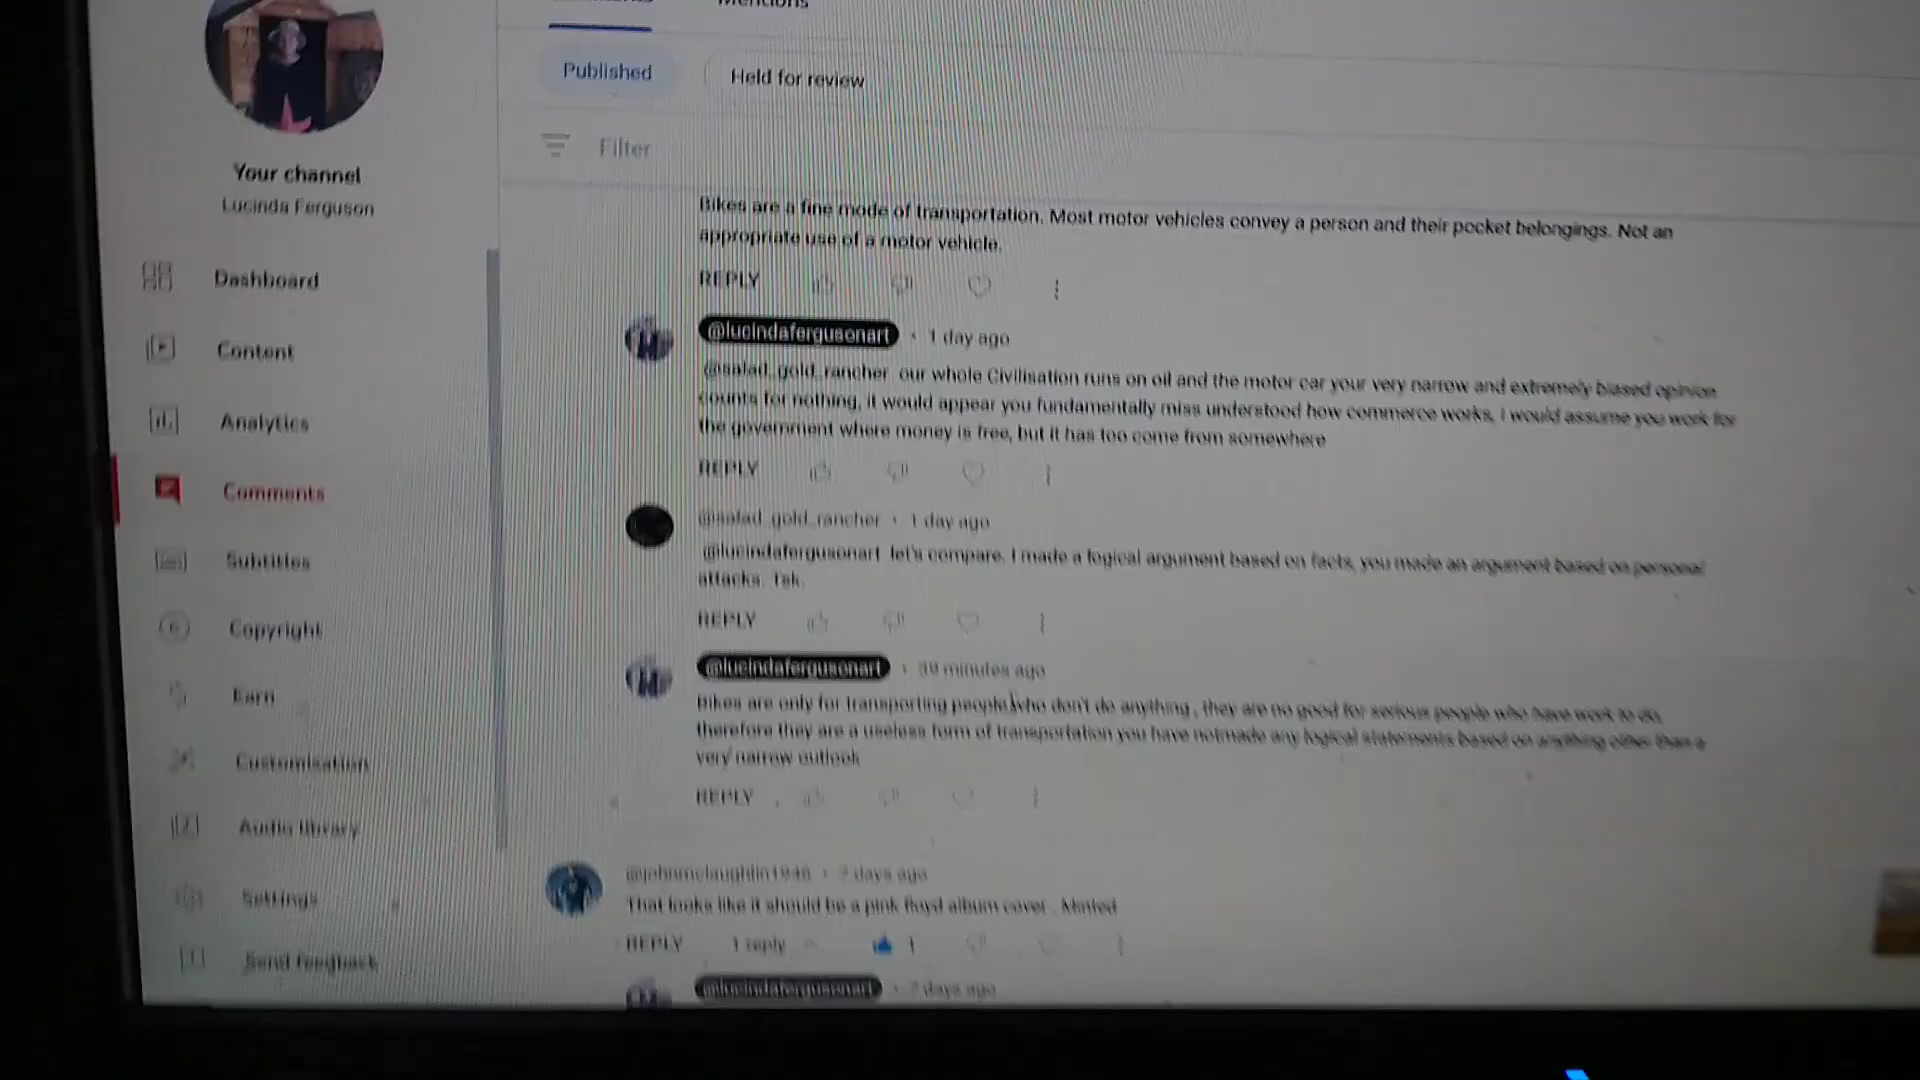 Mentions
Published
Held for review
Filter
Your channel
Lucinda Ferguson
Dashboard
Content
Analytics
Comments
Subtitles
Copyright
Earn
Customisation
Audio library
Settings
Send feedback
Bikes are a fine mode of transportation. Most motor vehicles convey a person and their pocket belongings. Not an
appropriate use of a motor vehicle.
REPLY
@lucindafergusonart · 1 day ago
@salad_gold_rancher our whole Civilisation runs on oil and the motor car your very narrow and extremely biased opinion
counts for nothing, it would appear you fundamentally miss understood how commerce works, I would assume you work for
the government where money is free, but it has too come from somewhere
REPLY
@salad_gold_rancher · 1 day ago
@lucindafergusonart let's compare. I made a logical argument based on facts, you made an argument based on personal
attacks. Tsk.
REPLY
@lucindafergusonart · 39 minutes ago
Bikes are only for transporting people who don't do anything , they are no good for serious people who have work to do,
therefore they are a useless form of transportation you have notmade any logical statements based on anything other than a
very narrow outlook
REPLY
days ago
That looks like it should be a pink floyd album cover . Minted
REPLY 1 reply 1
@lucindafergusonart · days ago